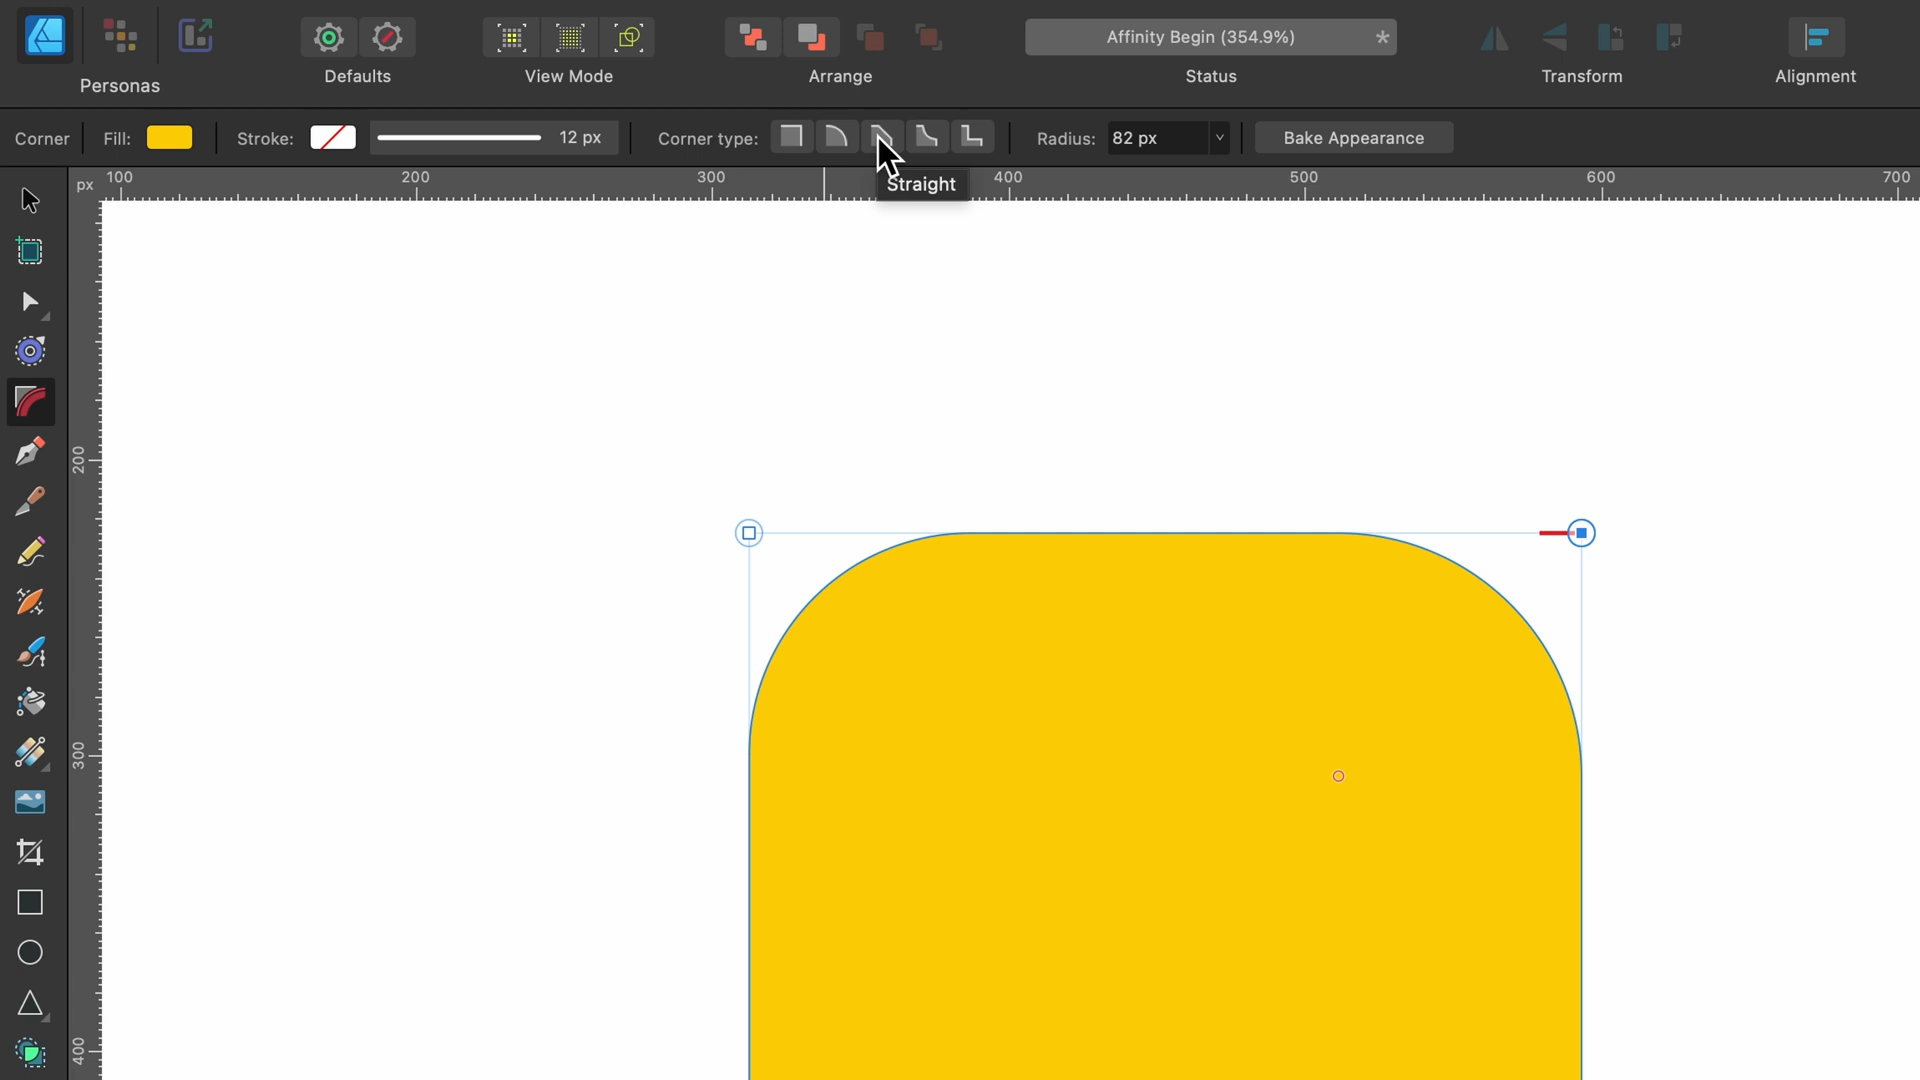 Affinity Begin (354.9%) *
Personas
Defaults
View Mode
Arrange
Status
Transform
Alignment
Corner
Fill:
Stroke:
12 px
Corner type:
Radius:
82 px
Bake Appearance
Straight
px
100
200
300
400
500
600
700
200
300
400